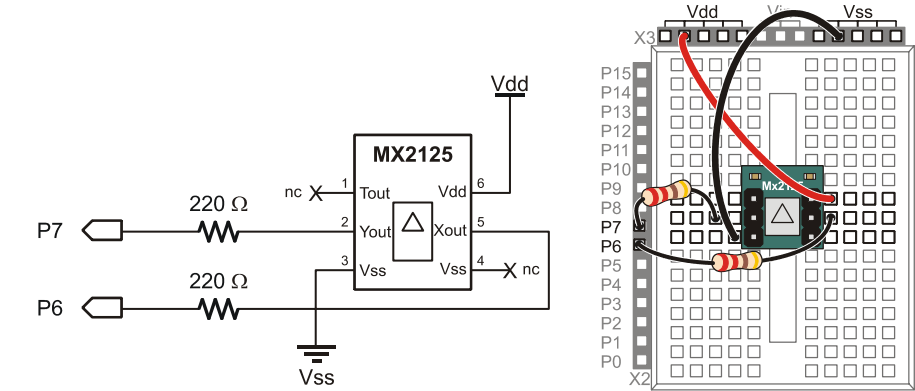 Vdd
MX2125
nc X 1 Tout Vdd 6
220 Ω
P7 2 Yout Xout 5
220 Ω
3 Vss Vss 4 X nc
P6
Vss
Vdd Vin Vss
X3
P15
P14
P13
P12
P11
P10
P9
P8
P7
P6
P5
P4
P3
P2
P1
P0
X2
Mx2125